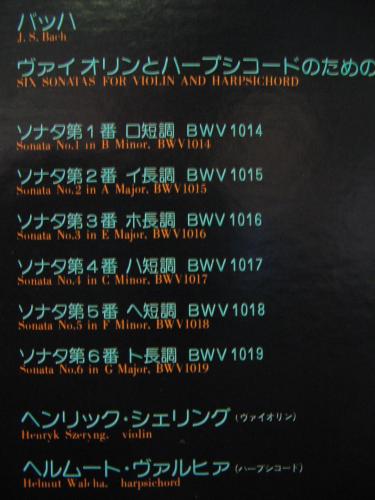 バッハ
J. S. Bach
ヴァイオリンとハープシコードのための
SIX SONATAS FOR VIOLIN AND HARPSICHORD
ソナタ第1番 ロ短調 BWV1014
Sonata No.1 in B Minor, BWV1014
ソナタ第2番 イ長調 BWV1015
Sonata No.2 in A Major, BWV1015
ソナタ第3番 ホ長調 BWV1016
Sonata No.3 in E Major, BWV1016
ソナタ第4番 ハ短調 BWV1017
Sonata No.4 in C Minor, BWV1017
ソナタ第5番 ヘ短調 BWV1018
Sonata No.5 in F Minor, BWV1018
ソナタ第6番 ト長調 BWV1019
Sonata No.6 in G Major, BWV1019
ヘンリック・シェリング(ヴァイオリン)
Henryk Szeryng, violin
ヘルムート・ヴァルヒァ(ハープシコード)
Helmut Walcha, harpsichord